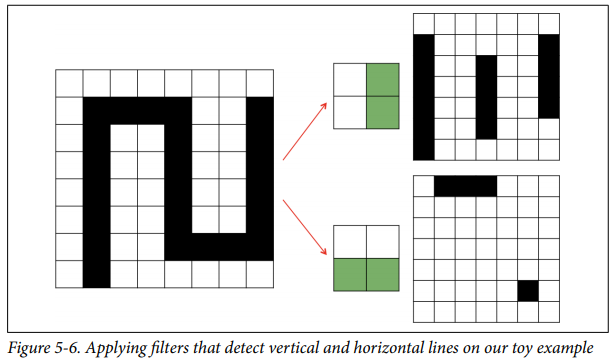 Figure 5-6. Applying filters that detect vertical and horizontal lines on our toy example